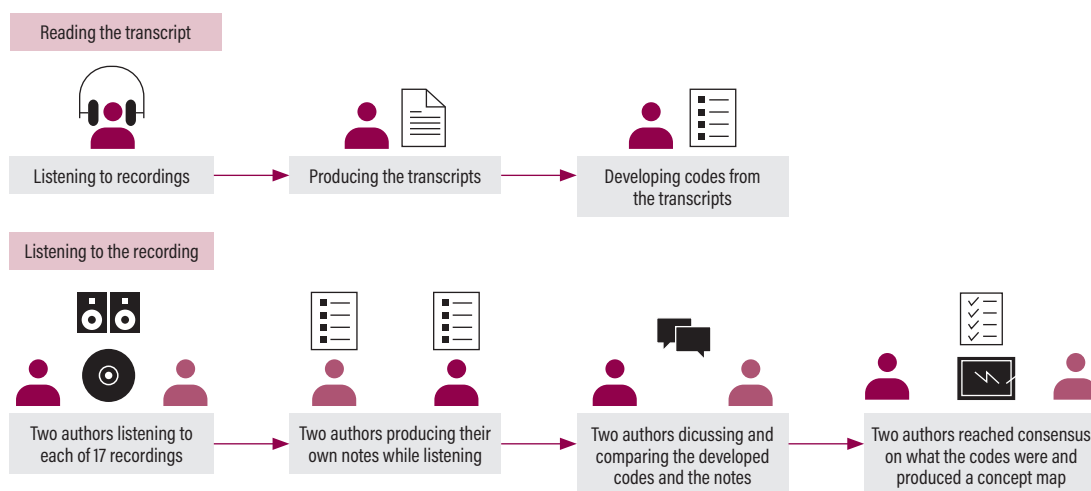 Reading the transcript
Listening to recordings
Producing the transcripts
Developing codes from
the transcripts
Listening to the recording
Two authors listening to
each of 17 recordings
Two authors producing their
own notes while listening
Two authors dicussing and
comparing the developed
codes and the notes
Two authors reached consensus
on what the codes were and
produced a concept map